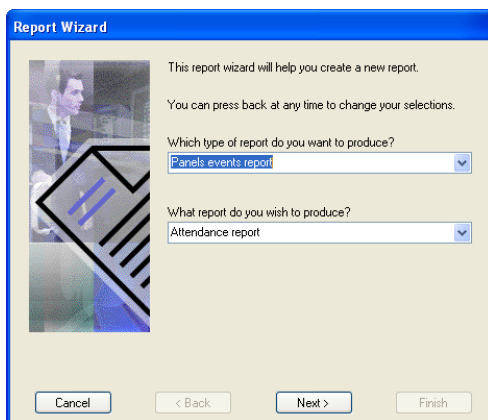 Report Wizard
This report wizard will help you create a new report.
You can press back at any time to change your selections.
Which type of report do you want to produce?
Panels events report
What report do you wish to produce?
Attendance report
Cancel
< Back
Next >
Finish